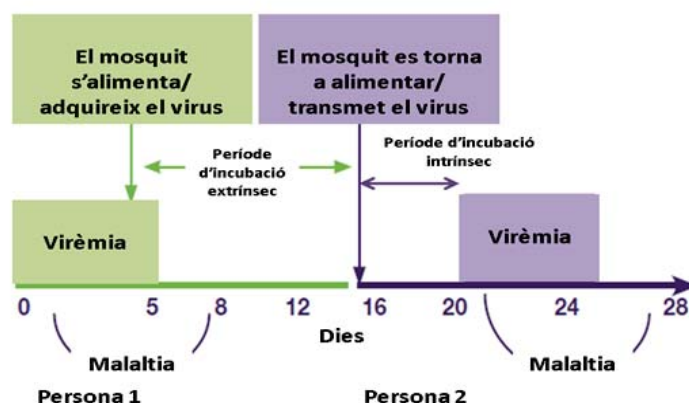 El mosquit
s’alimenta/
adquireix el virus
El mosquit es torna
a alimentar/
transmet el virus
Període
d’incubació
extrínsec
Període d’incubació
intrínsec
Virèmia
Virèmia
0 5 8 12 16 20 24 28
Dies
Malaltia
Malaltia
Persona 1
Persona 2